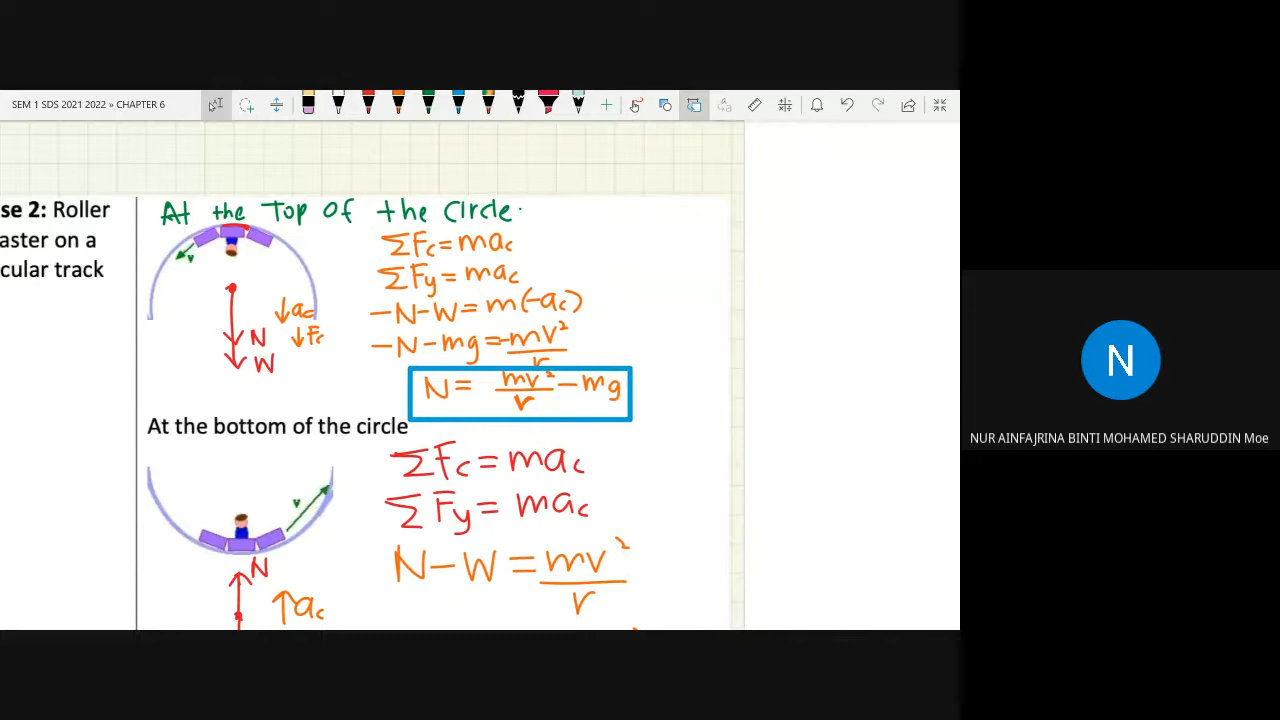 SEM 1 SDS 2021 2022 » CHAPTER 6
se 2: Roller
aster on a
cular track
At the Top of the Circle.
v
N
W
↓ac
↓Fc
ΣFc = mac
ΣFy = mac
-N-W = m(-ac)
-N-mg = -mv²/r
N = mv²/r - mg
At the bottom of the circle
v
N
↑ac
ΣFc = mac
ΣFy = mac
N-W = mv²/r
N
NUR AINFAJRINA BINTI MOHAMED SHARUDDIN Moe